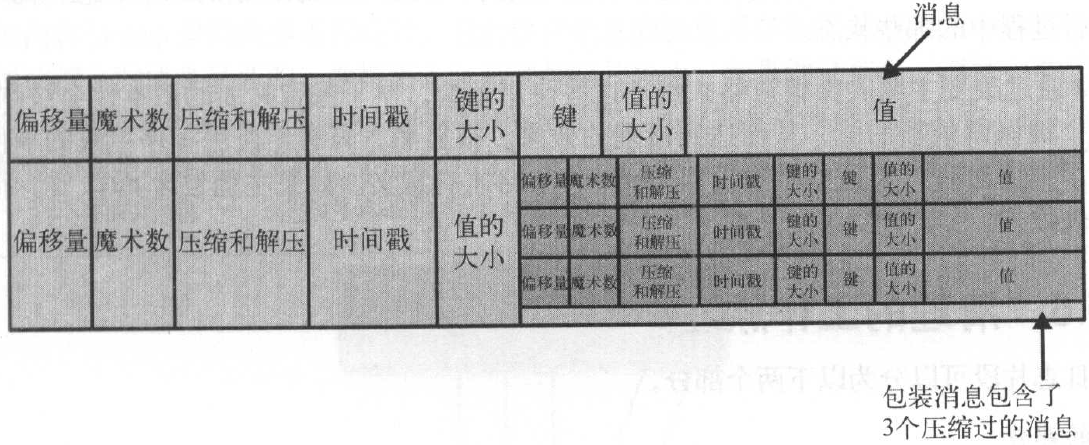 消息
偏移量 魔术数 压缩和解压 时间戳 键的大小 键 值的大小 值
偏移量 魔术数 压缩和解压 时间戳 值的大小
偏移量 魔术数 压缩和解压 时间戳 键的大小 键 值的大小 值
偏移量 魔术数 压缩和解压 时间戳 键的大小 键 值的大小 值
偏移量 魔术数 压缩和解压 时间戳 键的大小 键 值的大小 值
包装消息包含了
3个压缩过的消息